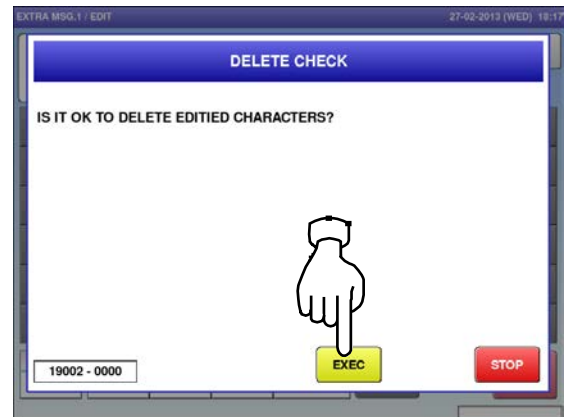 EXTRA MSG.1 / EDIT 27-02-2013 (WED) 18:17
DELETE CHECK
IS IT OK TO DELETE EDITIED CHARACTERS?
19002 - 0000 EXEC STOP